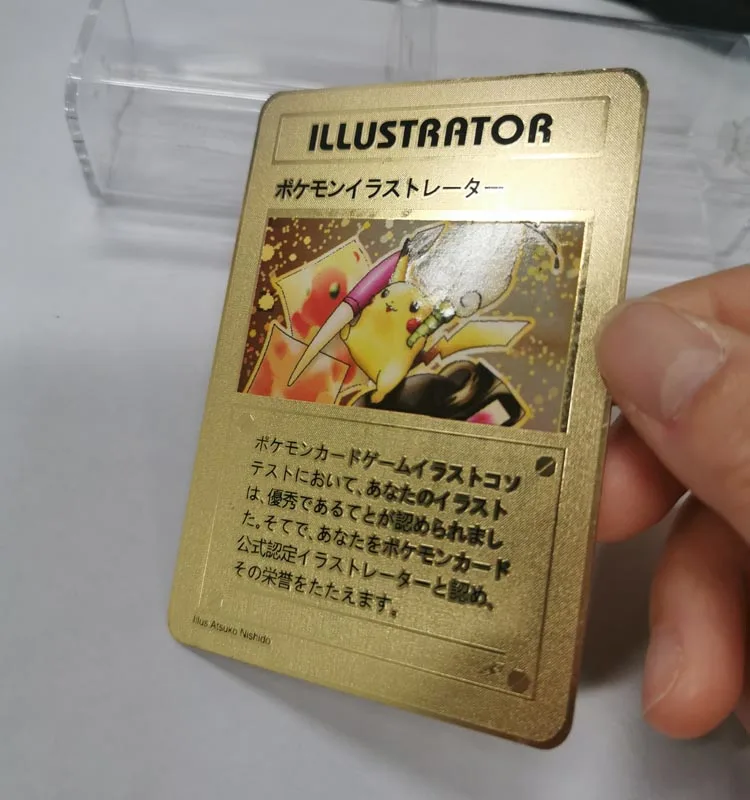 ILLUSTRATOR
ポケモンイラストレーター
ポケモンカードゲームイラストコソ
テストにおいて、あなたのイラスト
は、優秀であるてとが認められまし
た。そてで、あなたをポケモンカード
公式認定イラストレーターと認め、
その栄誉をたたえます。
Illus Atsuko Nishido